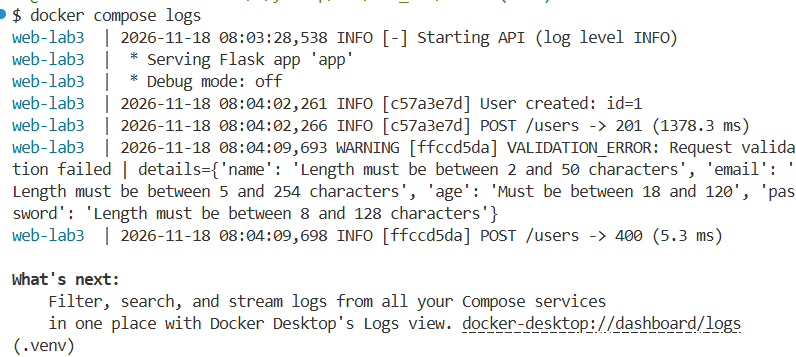 $ docker compose logs
web-lab3  | 2026-11-18 08:03:28,538 INFO [-] Starting API (log level INFO)
web-lab3  |  * Serving Flask app 'app'
web-lab3  |  * Debug mode: off
web-lab3  | 2026-11-18 08:04:02,261 INFO [c57a3e7d] User created: id=1
web-lab3  | 2026-11-18 08:04:02,266 INFO [c57a3e7d] POST /users -> 201 (1378.3 ms)
web-lab3  | 2026-11-18 08:04:09,693 WARNING [ffccd5da] VALIDATION_ERROR: Request valida
tion failed | details={'name': 'Length must be between 2 and 50 characters', 'email': '
Length must be between 5 and 254 characters', 'age': 'Must be between 18 and 120', 'pas
sword': 'Length must be between 8 and 128 characters'}
web-lab3  | 2026-11-18 08:04:09,698 INFO [ffccd5da] POST /users -> 400 (5.3 ms)
What's next:
Filter, search, and stream logs from all your Compose services
in one place with Docker Desktop's Logs view. docker-desktop://dashboard/logs
(.venv)